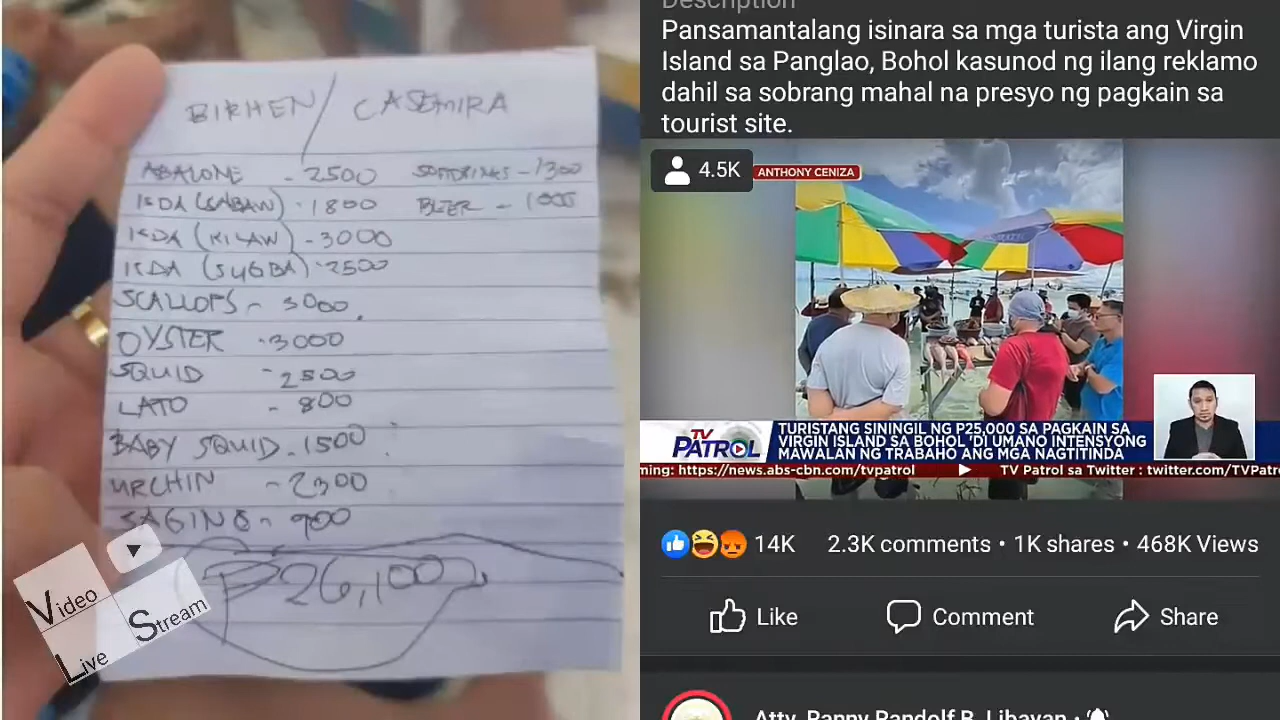 BIRHEN / CASEMIRA
ABALONE - 2500
SOFTDRINKS - 1300
ISDA (SABAW) - 1800
BEER - 1000
ISDA (KILAW) - 3000
ISDA (SUGBA) - 2500
SCALLOPS - 3000
OYSTER - 3000
SQUID - 2500
LATO - 800
BABY SQUID - 1500
URCHIN - 2300
SAGING - 900
₱26,100
Video
Live
Stream
Description
Pansamantalang isinara sa mga turista ang Virgin
Island sa Panglao, Bohol kasunod ng ilang reklamo
dahil sa sobrang mahal na presyo ng pagkain sa
tourist site.
4.5K
ANTHONY CENIZA
TV PATROL
TURISTANG SININGIL NG P25,000 SA PAGKAIN SA
VIRGIN ISLAND SA BOHOL 'DI UMANO INTENSYONG
MAWALAN NG TRABAHO ANG MGA NAGTITINDA
ming: https://news.abs-cbn.com/tvpatrol
TV Patrol sa Twitter : twitter.com/TVPatro
14K
2.3K comments • 1K shares • 468K Views
Like
Comment
Share
Atty. Ranny Randolf B. Libayan •